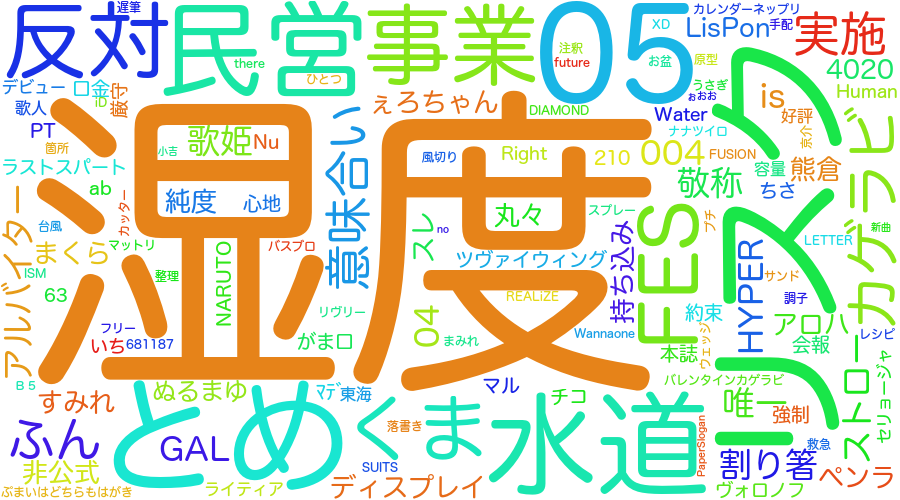 遅筆
反対
民営
事業
05
カレンダーネップリ
手配
LisPon
XD
実施
注釈
future
お盆
原型
4020
there
ひとつ
デビュー
口金
iD
厳守
歌人
PT
箇所
小吉
歌姫
Nu
えろちゃん
DIAMOND
Water
うさぎ
ぉおお
is
好評
Human
ナナツイロ
京介
ラストスパート
ab
カッター
湿度
純度
心地
意味合い
風切り
Right
210
004
FUSION
容量
熊倉
敬称
ちさ
カグラビ
アルバイター
台風
まくら
マットリ
ISM
整理
バスプロ
NARUTO
スレ
no
丸々
スプレー
プチ
FES
LETTER
新曲
リスク
HYPER
ツヴァイウィング
持ち込み
サンド
調子
63
フリー
681187
いち
リヴリー
がまロ
04
REALiZE
まみれ
Wannaone
約束
ウェッジ
アロハ
会報
レシピ
本誌
バレンタインカゲラビ
ストロー
セリョージャ
B5
すみれ
ぬるまゆ
とめ
マデ
東海
くま
マル
チコ
水道
唯一
強制
落書き
PaperSlogan
ふん
GAL
SUITS
救急
割り箸
非公式
ペンラ
ぷまいはどちらもはがき
ライティア
ディスプレイ
ヴォロノフ